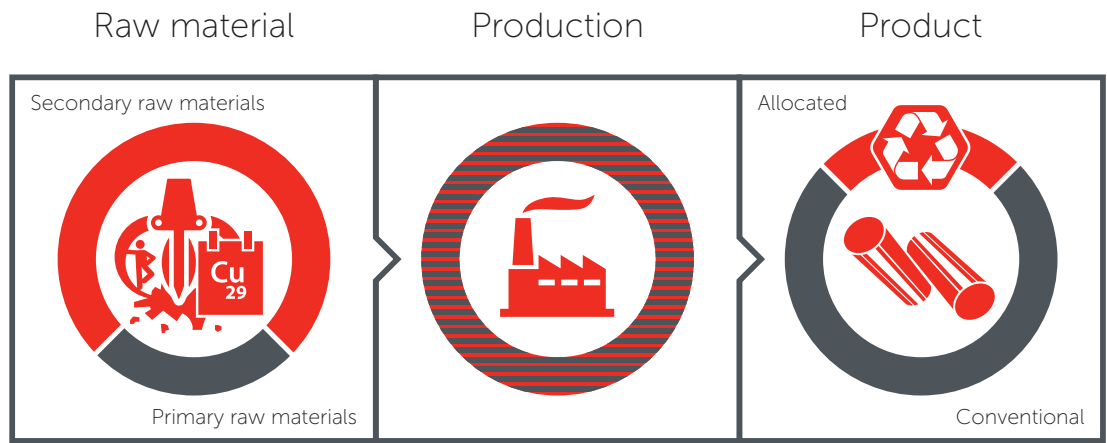 Raw material
Production
Product
Secondary raw materials
Cu
29
Primary raw materials
Allocated
Conventional